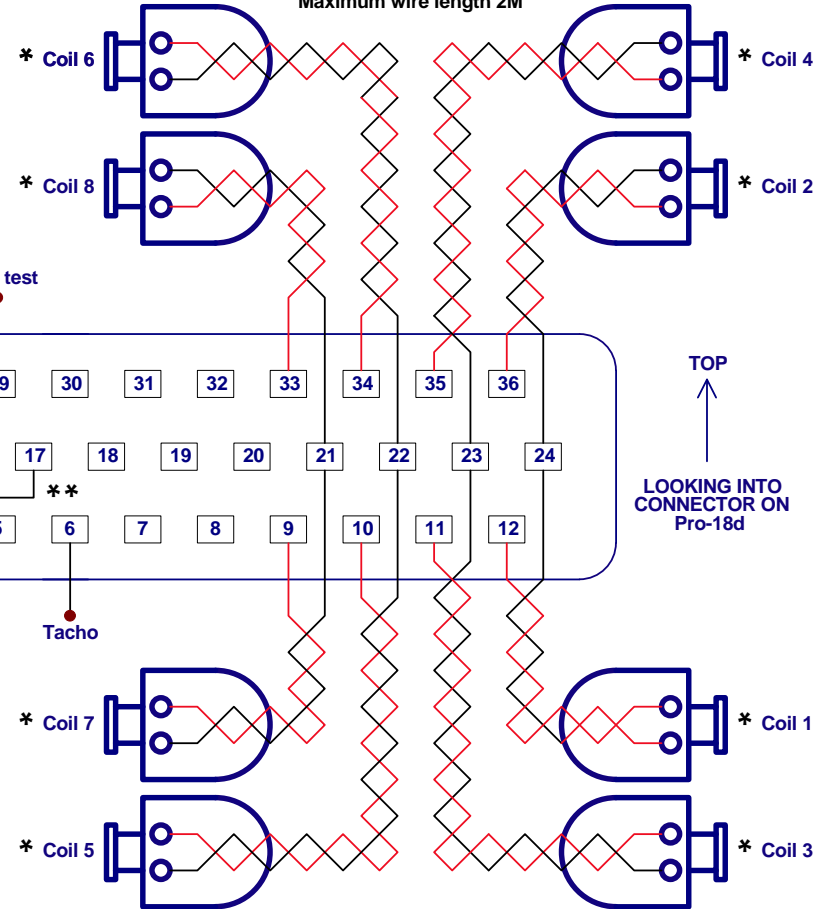 Maximum wire length 2M
* Coil 6
* Coil 4
* Coil 8
* Coil 2
test
30
31
32
33
34
35
36
TOP
17
18
19
20
21
22
23
24
**
LOOKING INTO
CONNECTOR ON
Pro-18d
6
7
8
9
10
11
12
Tacho
* Coil 7
* Coil 1
* Coil 5
* Coil 3